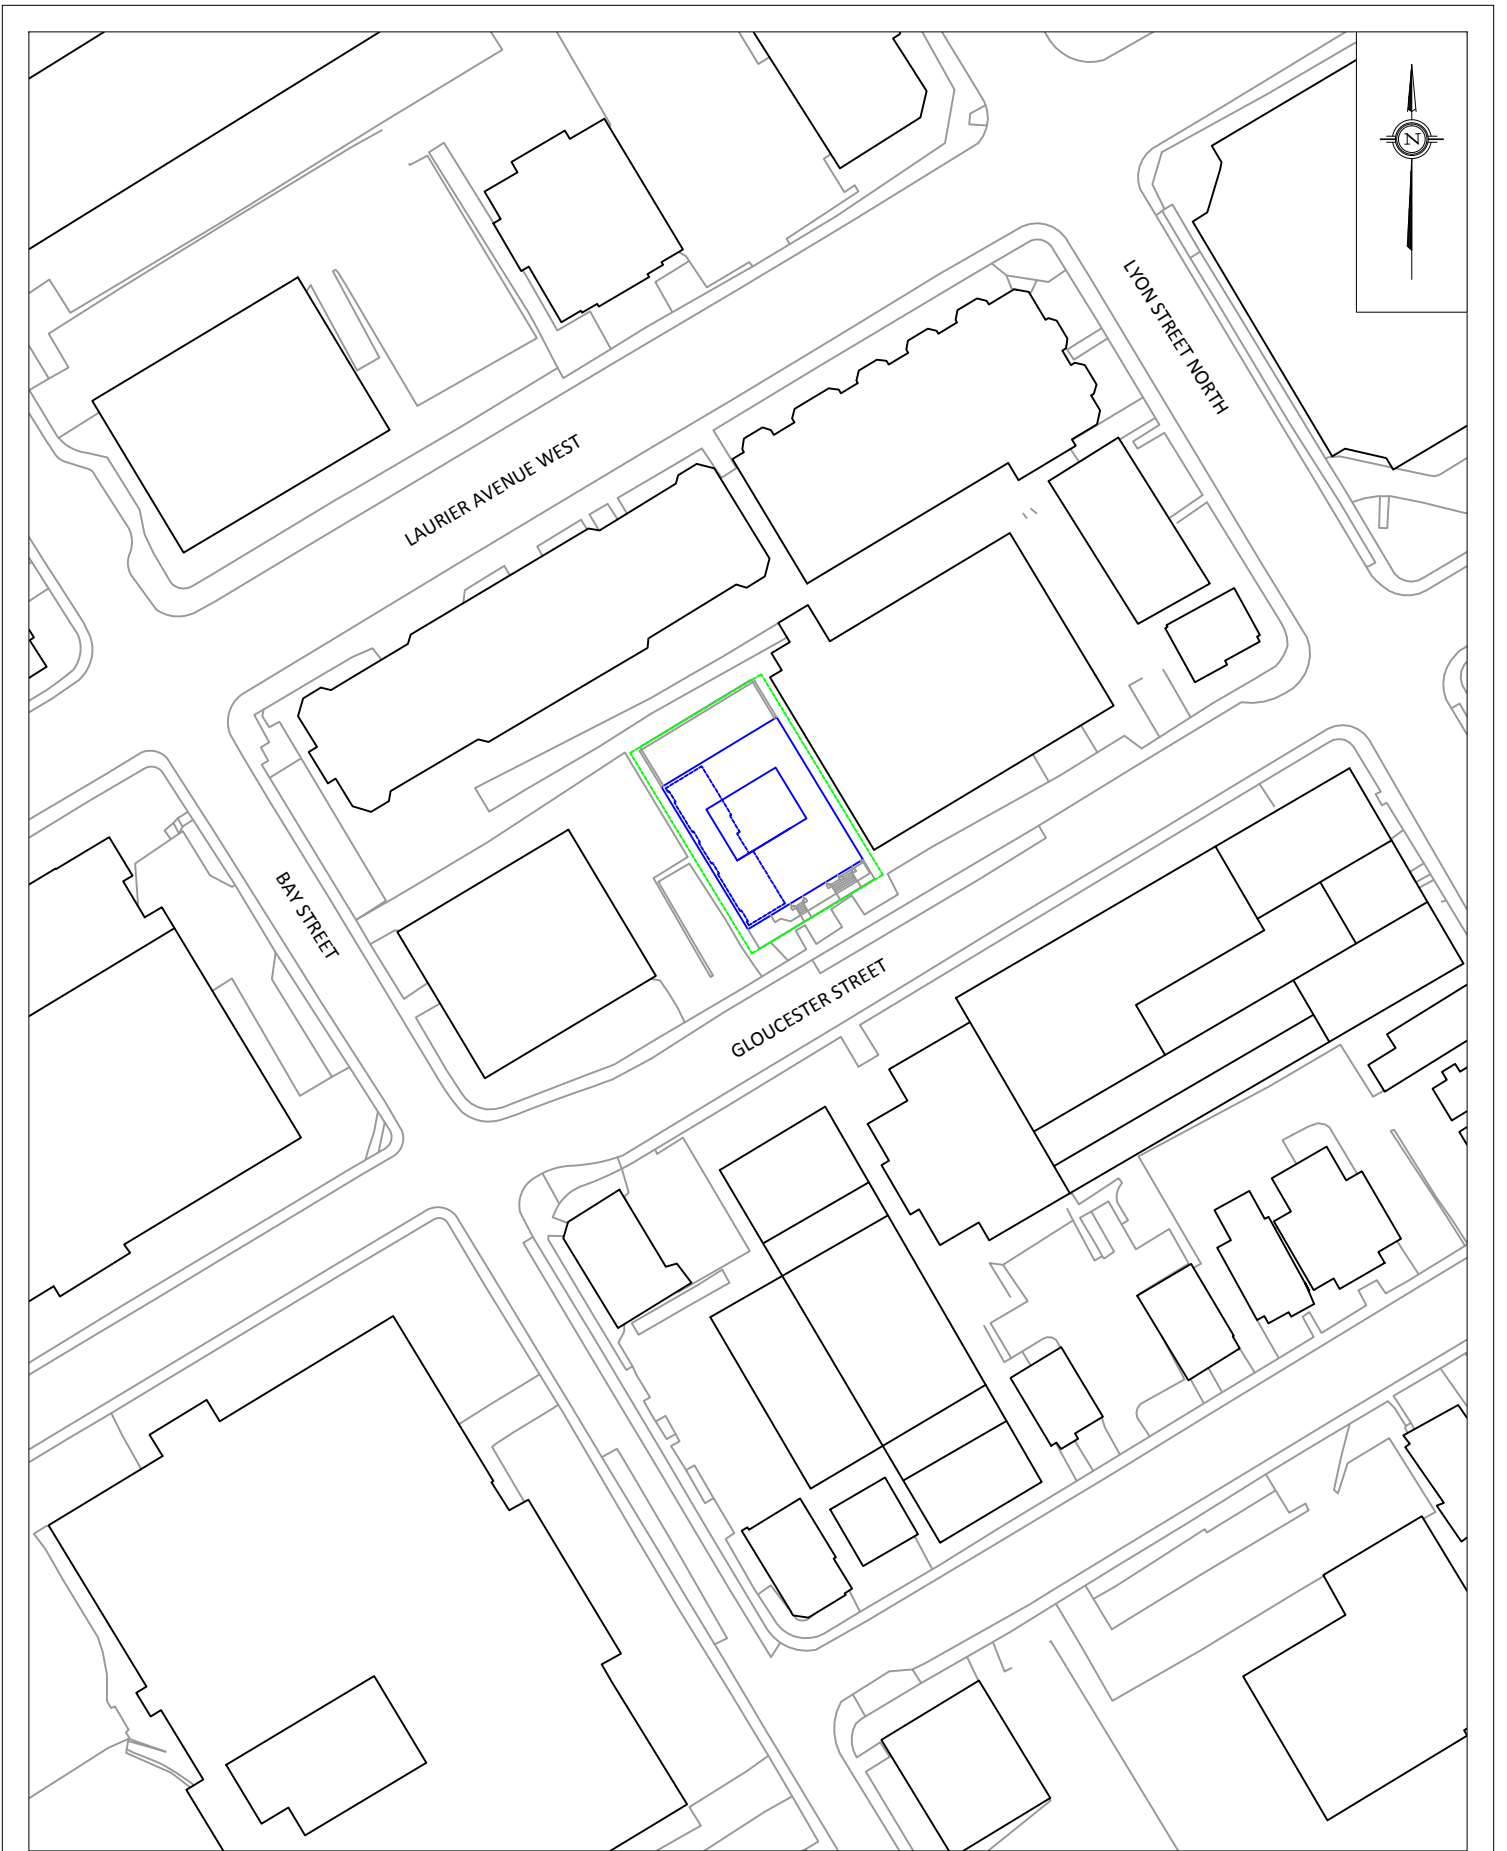 N
LYON STREET NORTH
LAURIER AVENUE WEST
BAY STREET
GLOUCESTER STREET